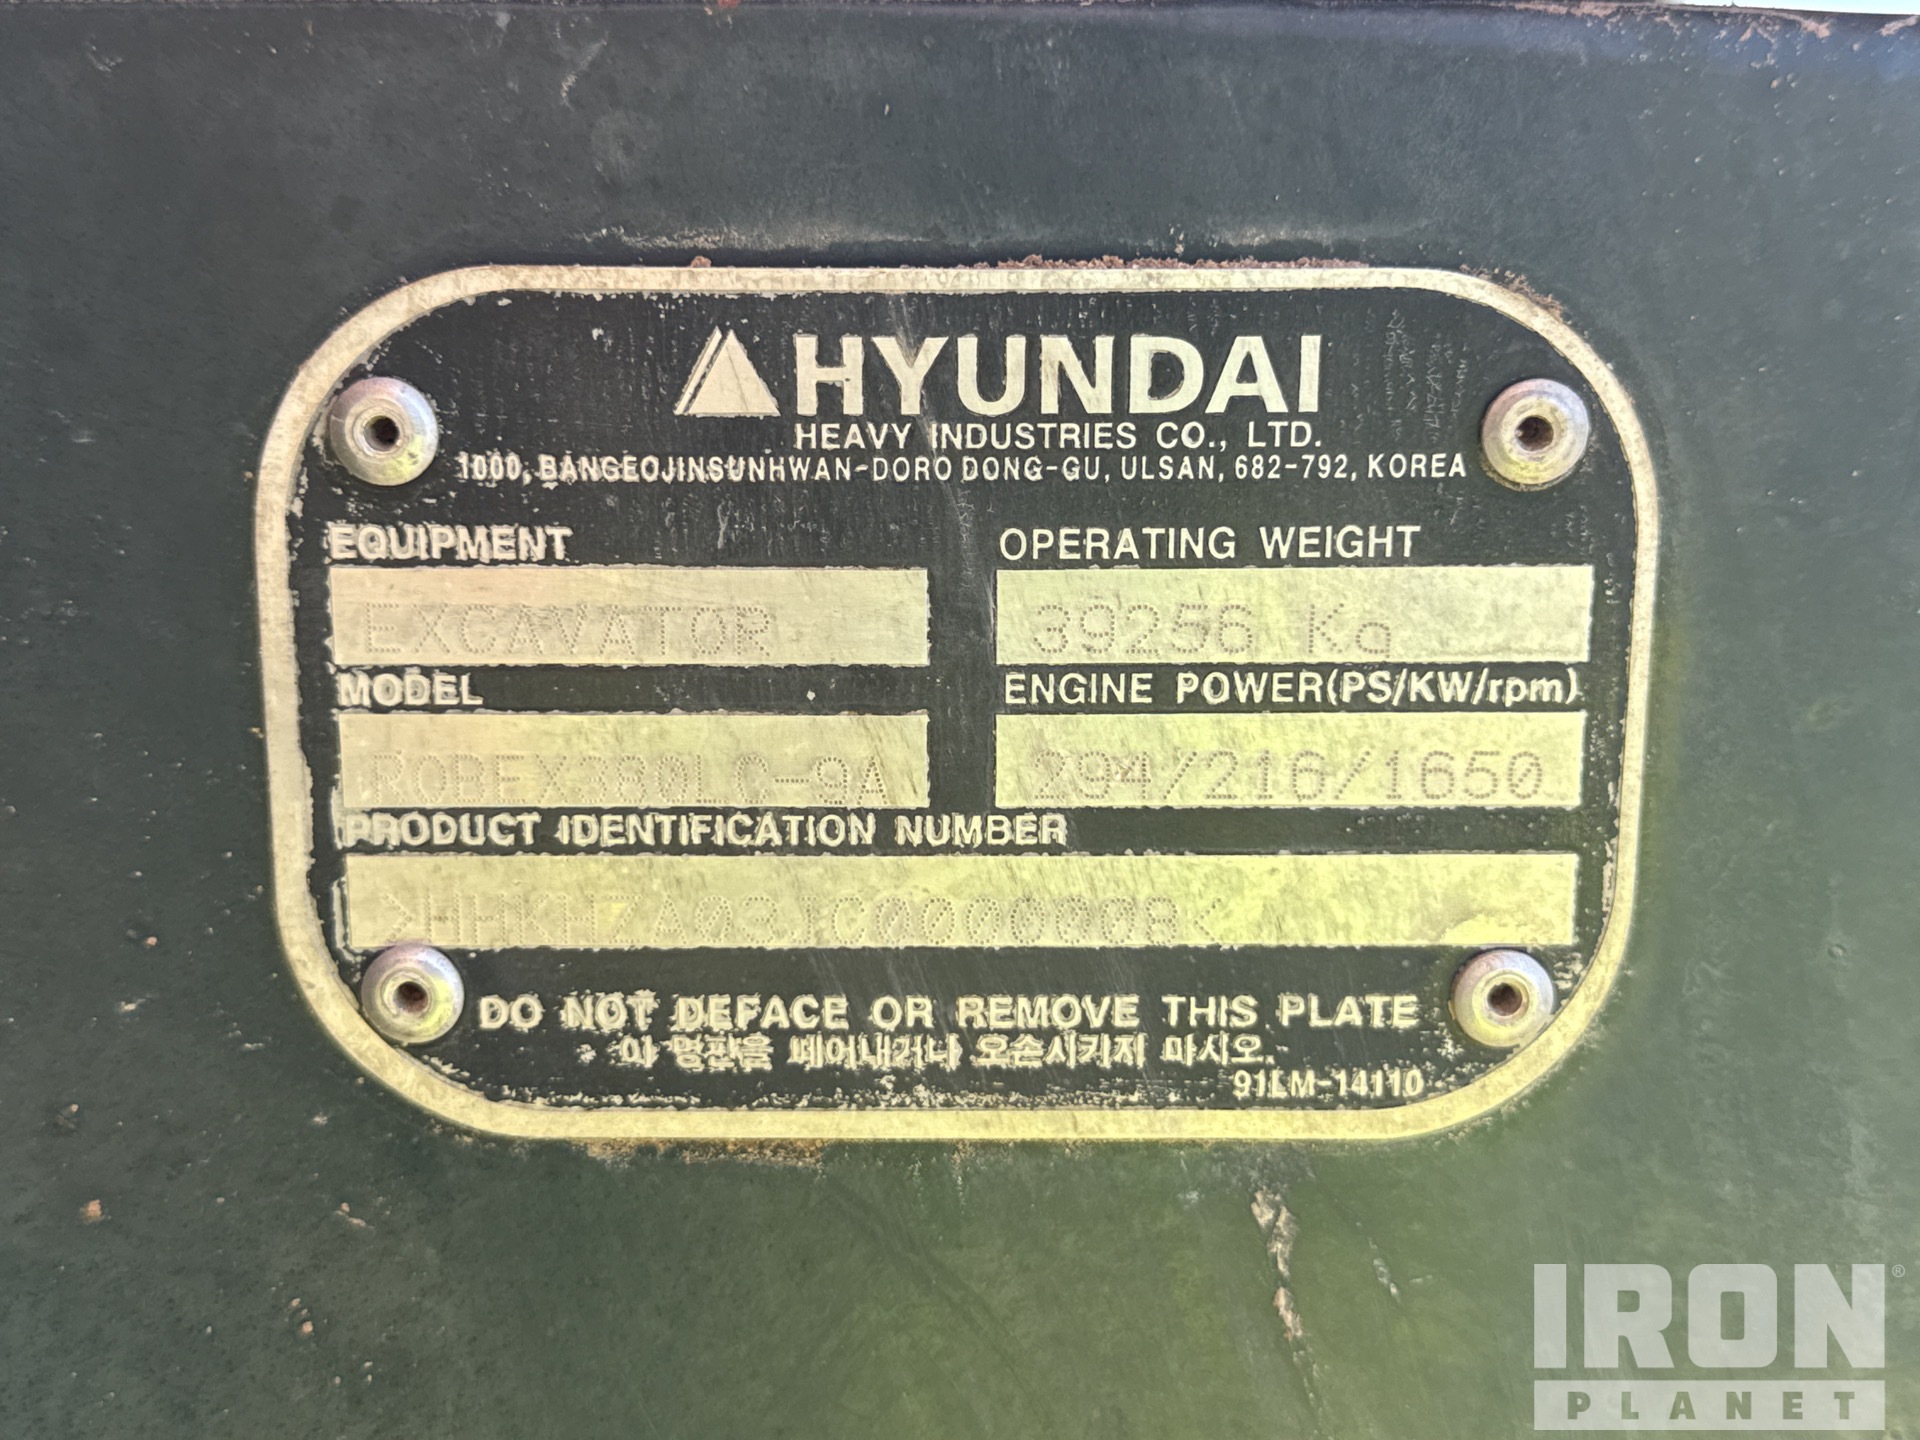 HYUNDAI
HEAVY INDUSTRIES CO., LTD.
1000, BANGEOJINSUNHWAN-DORO DONG-GU, ULSAN, 682-792, KOREA
EQUIPMENT
EXCAVATOR
OPERATING WEIGHT
39256 Kg
MODEL
ROBEX380LC-9A
ENGINE POWER(PS/KW/rpm)
294/216/1650
PRODUCT IDENTIFICATION NUMBER
DO NOT DEFACE OR REMOVE THIS PLATE
이 명판을 떼어내거나 오손시키지 마시오.
91LM-14110
IRON®
PLANET